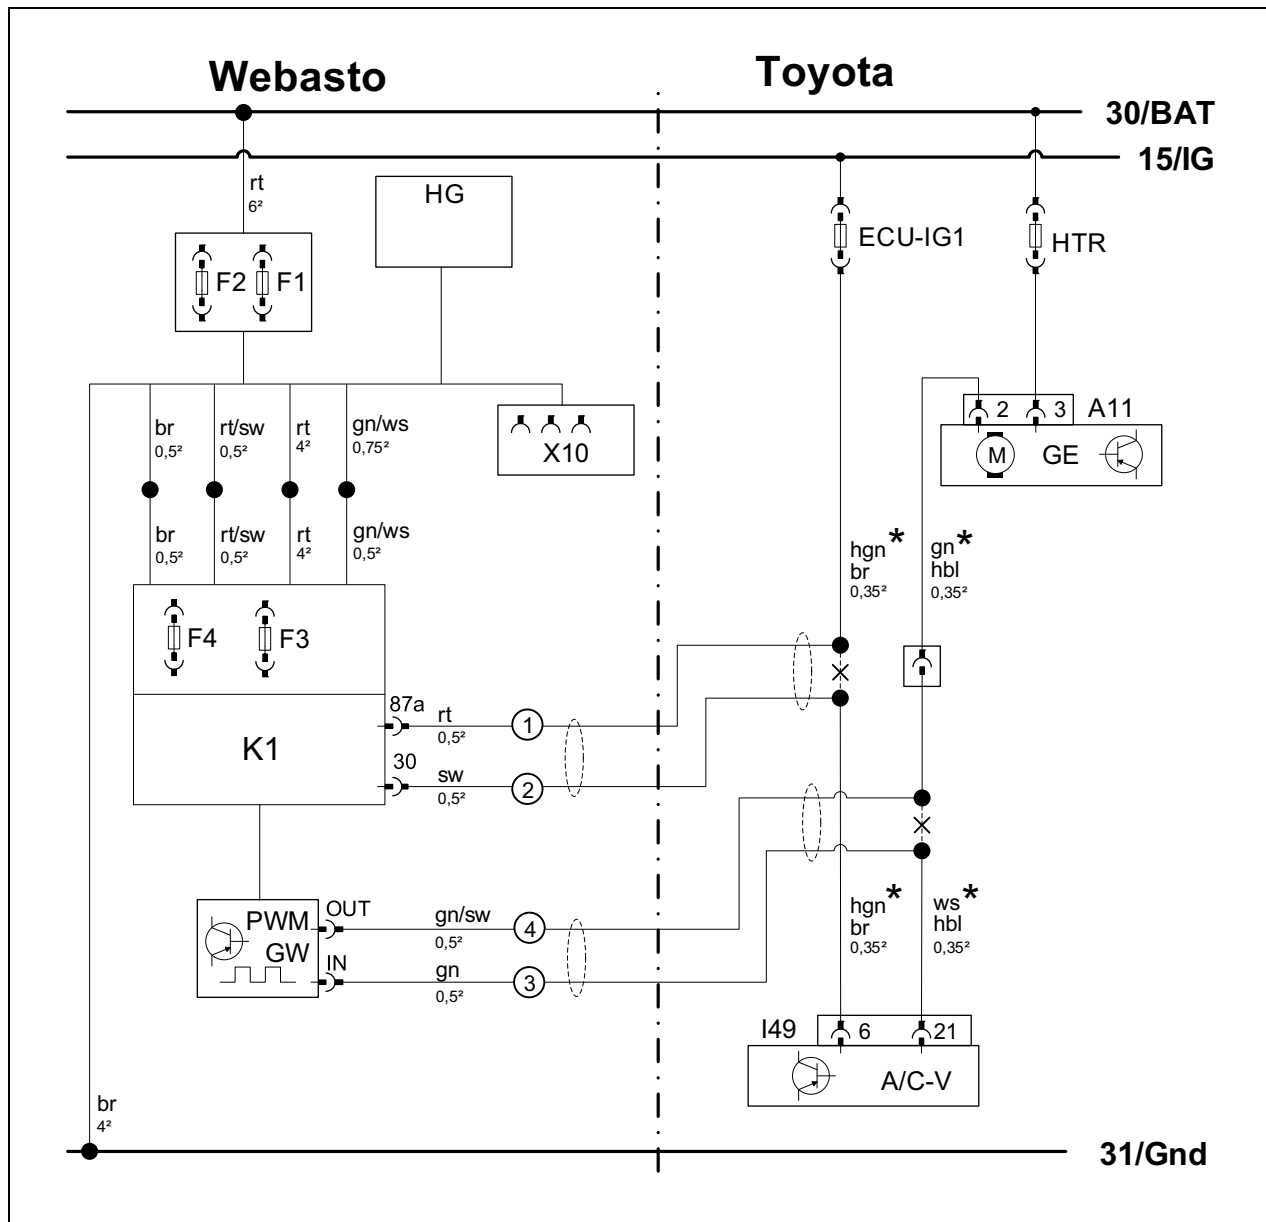 Webasto
Toyota
30/BAT
15/IG
rt
6²
HG
ECU-IG1
HTR
F2
F1
2
3
A11
br
0,5²
rt/sw
0,5²
rt
4²
gn/ws
0,75²
X10
M
GE
br
0,5²
rt/sw
0,5²
rt
4²
gn/ws
0,5²
hgn*
br
0,35²
gn*
hbl
0,35²
F4
F3
87a
rt
0,5²
1
K1
30
sw
0,5²
2
PWM
GW
OUT
gn/sw
0,5²
4
IN
gn
0,5²
3
hgn*
br
0,35²
ws*
hbl
0,35²
I49
6
21
A/C-V
br
4²
31/Gnd